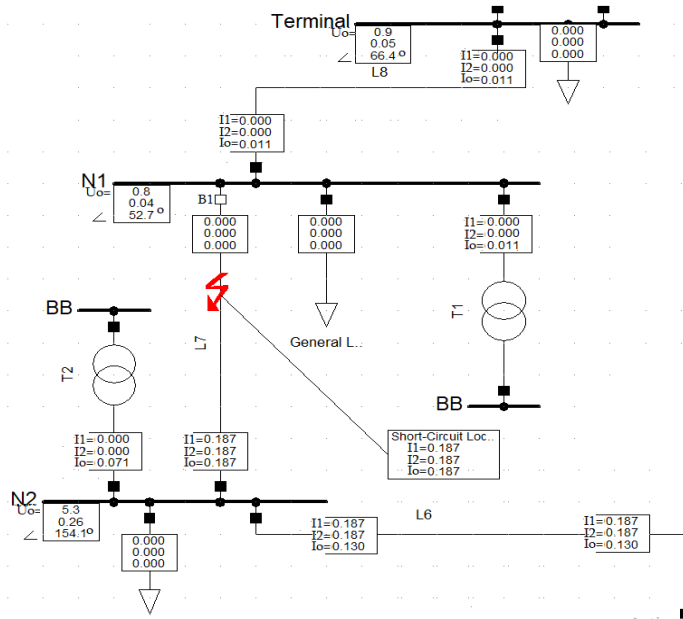 Terminal
Uo= 0.9
0.05
66.4 o
I1=0.000
I2=0.000
Io=0.011
0.000
0.000
0.000
L8
I1=0.000
I2=0.000
Io=0.011
N1
Uo= 0.8
0.04
52.7 o
B1
0.000
0.000
0.000
0.000
0.000
0.000
I1=0.000
I2=0.000
Io=0.011
BB
T2
L7
General L..
T1
BB
Short-Circuit Loc..
I1=0.187
I2=0.187
Io=0.187
I1=0.000
I2=0.000
Io=0.071
I1=0.187
I2=0.187
Io=0.187
N2
Uo= 5.3
0.26
154.1o
0.000
0.000
0.000
I1=0.187
I2=0.187
Io=0.130
L6
I1=0.187
I2=0.187
Io=0.130